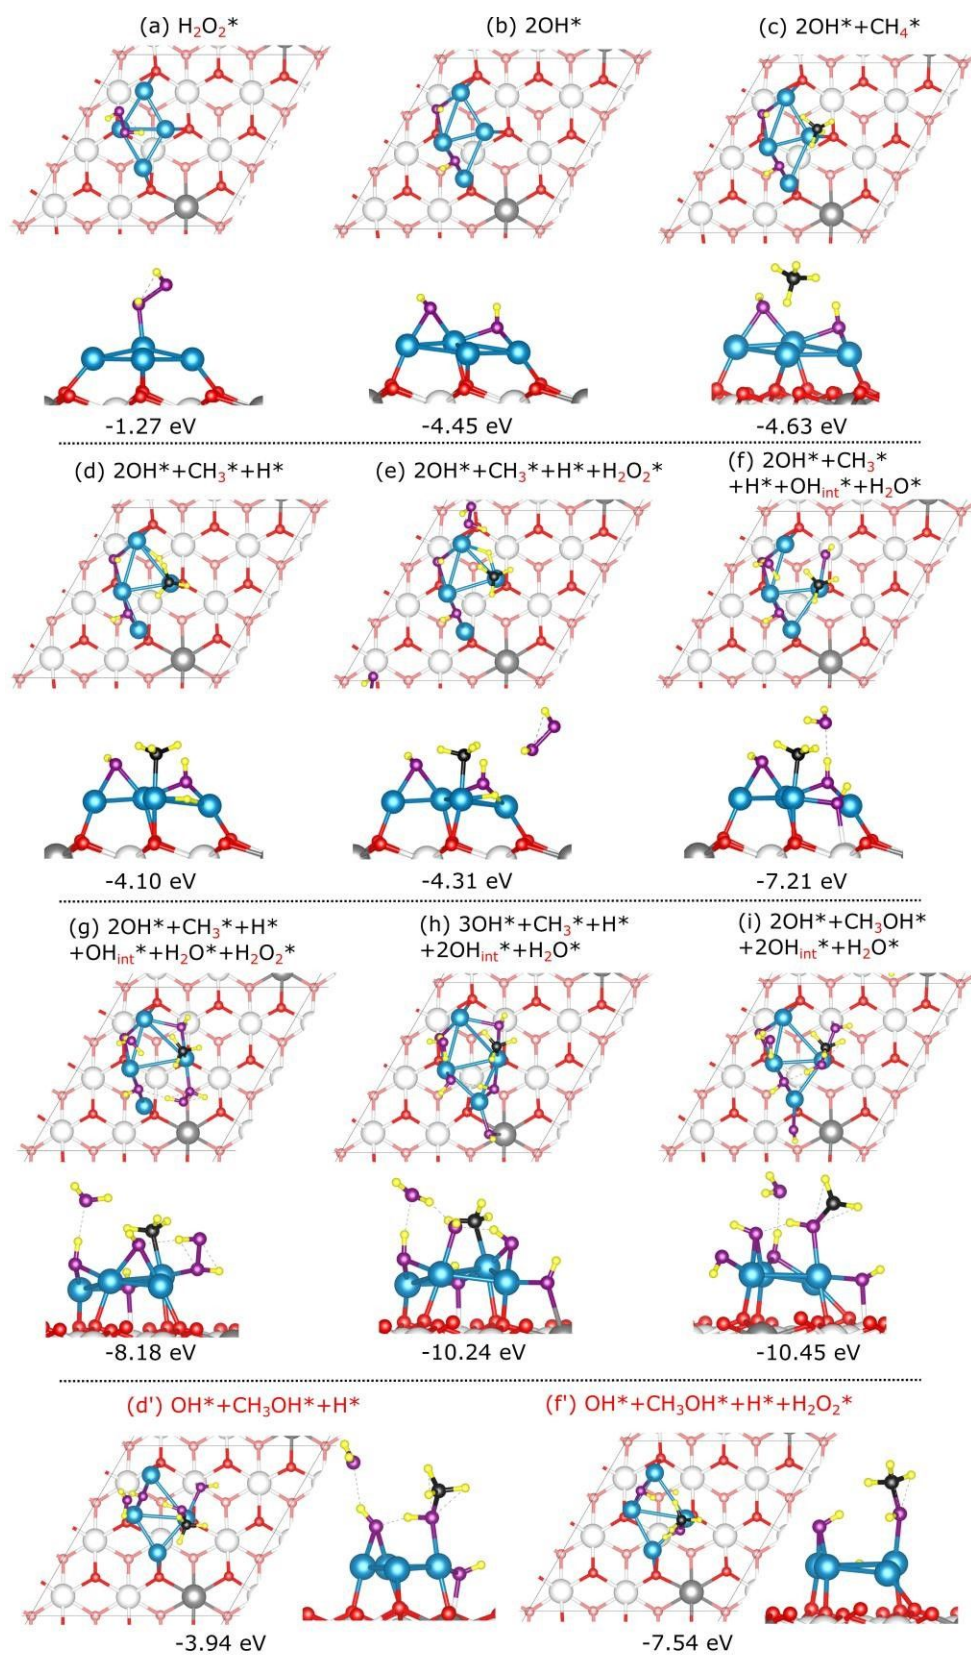 (a) H₂O₂*
(b) 2OH*
(c) 2OH*+CH₄*
-1.27 eV
-4.45 eV
-4.63 eV
(d) 2OH*+CH₃*+H*
(e) 2OH*+CH₃*+H*+H₂O₂*
(f) 2OH*+CH₃*
+H*+OHint*+H₂O*
-4.10 eV
-4.31 eV
-7.21 eV
(g) 2OH*+CH₃*+H*
+OHint*+H₂O*+H₂O₂*
(h) 3OH*+CH₃*+H*
+2OHint*+H₂O*
(i) 2OH*+CH₃OH*
+2OHint*+H₂O*
-8.18 eV
-10.24 eV
-10.45 eV
(d') OH*+CH₃OH*+H*
(f') OH*+CH₃OH*+H*+H₂O₂*
-3.94 eV
-7.54 eV